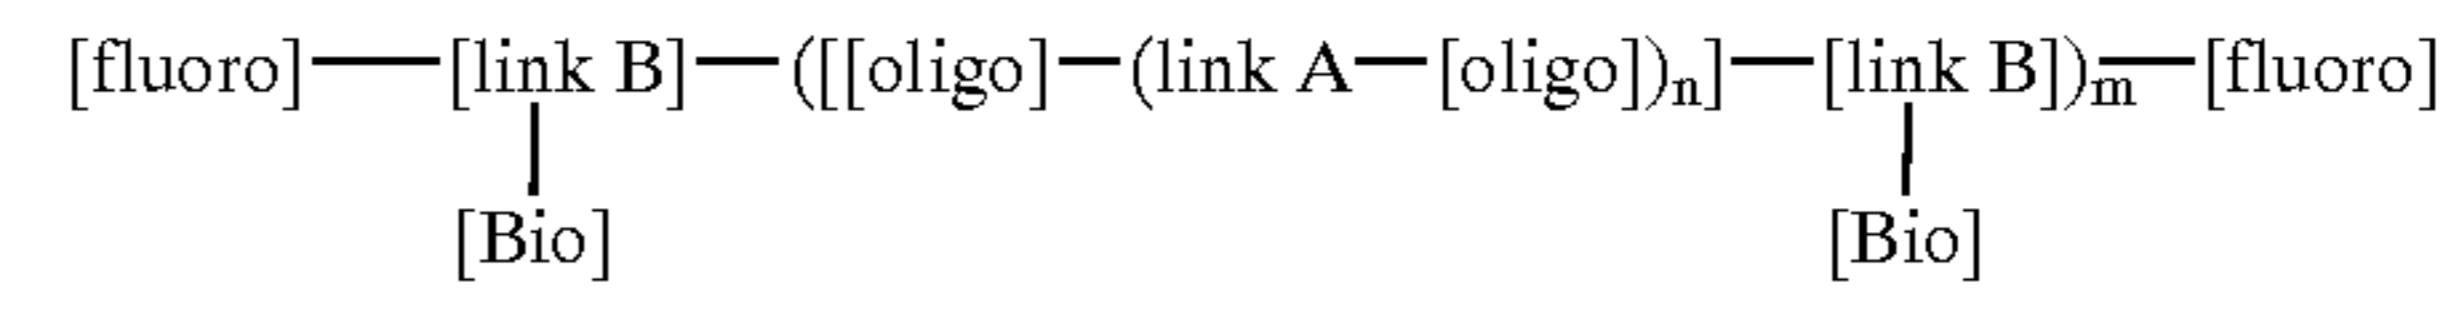 [fluoro]—[link B]—([[oligo]—(link A—[oligo])n]—[link B])m—[fluoro]
[Bio] [Bio]